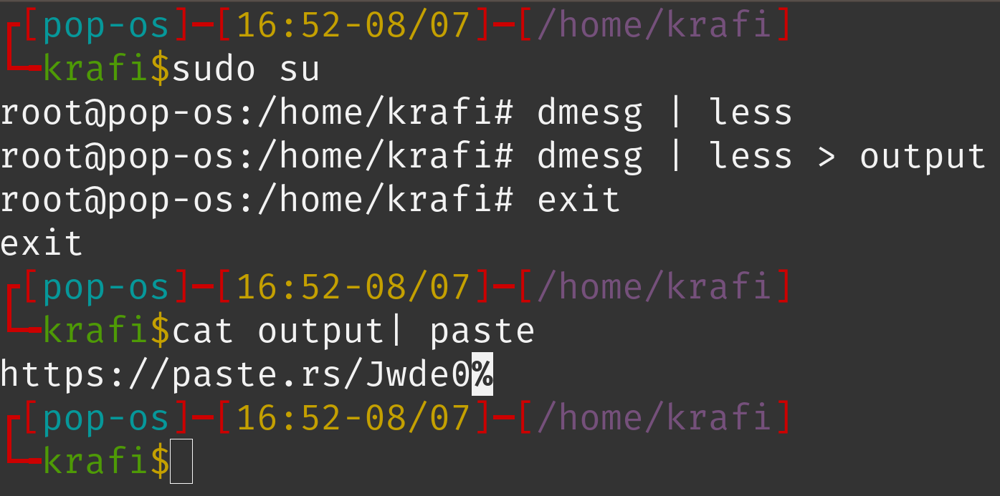 ┌[pop-os]─[16:52-08/07]─[/home/krafi]
└─krafi$sudo su
root@pop-os:/home/krafi# dmesg | less
root@pop-os:/home/krafi# dmesg | less > output
root@pop-os:/home/krafi# exit
exit
┌[pop-os]─[16:52-08/07]─[/home/krafi]
└─krafi$cat output| paste
https://paste.rs/Jwde0%
┌[pop-os]─[16:52-08/07]─[/home/krafi]
└─krafi$